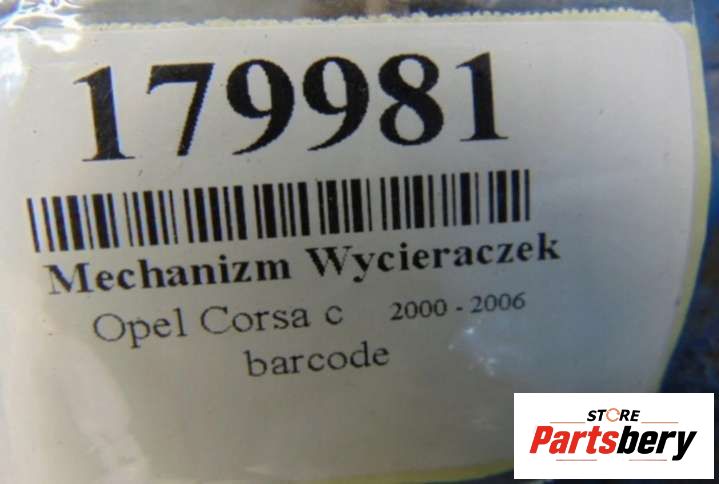 179981
Mechanizm Wycieraczek
Opel Corsa c 2000 - 2006
barcode
STORE
Partsbery